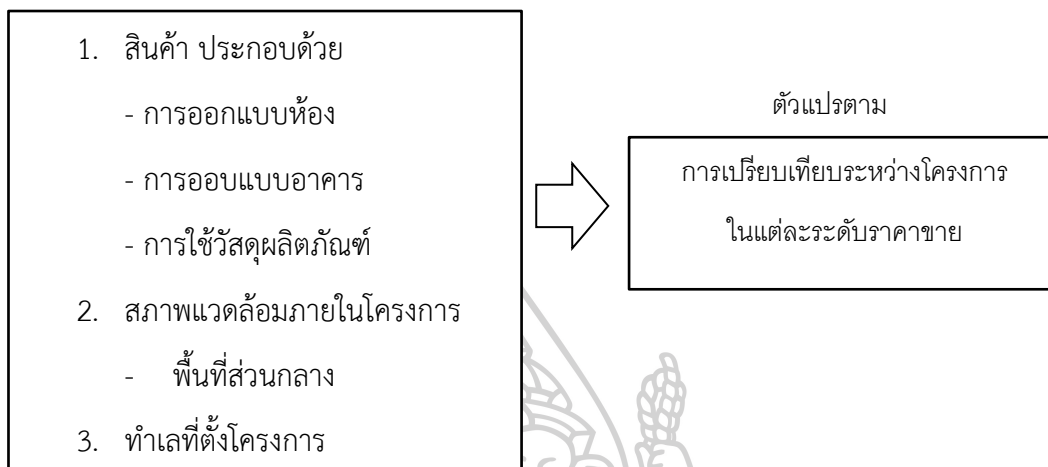 1. สินค้า ประกอบด้วย
- การออกแบบห้อง
- การออบแบบอาคาร
- การใช้วัสดุผลิตภัณฑ์
2. สภาพแวดล้อมภายในโครงการ
- พื้นที่ส่วนกลาง
3. ทำเลที่ตั้งโครงการ
ตัวแปรตาม
การเปรียบเทียบระหว่างโครงการ
ในแต่ละระดับราคาขาย